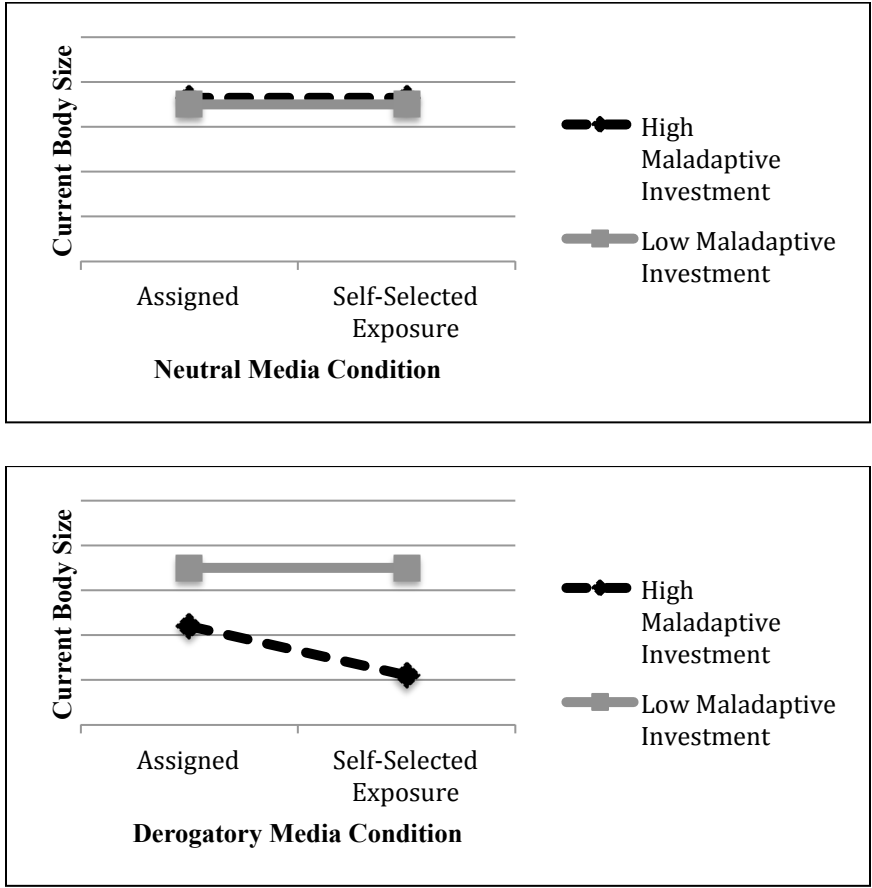 Current Body Size
High
Maladaptive
Investment
Low Maladaptive
Investment
Assigned
Self-Selected
Exposure
Neutral Media Condition
Current Body Size
High
Maladaptive
Investment
Low Maladaptive
Investment
Assigned
Self-Selected
Exposure
Derogatory Media Condition